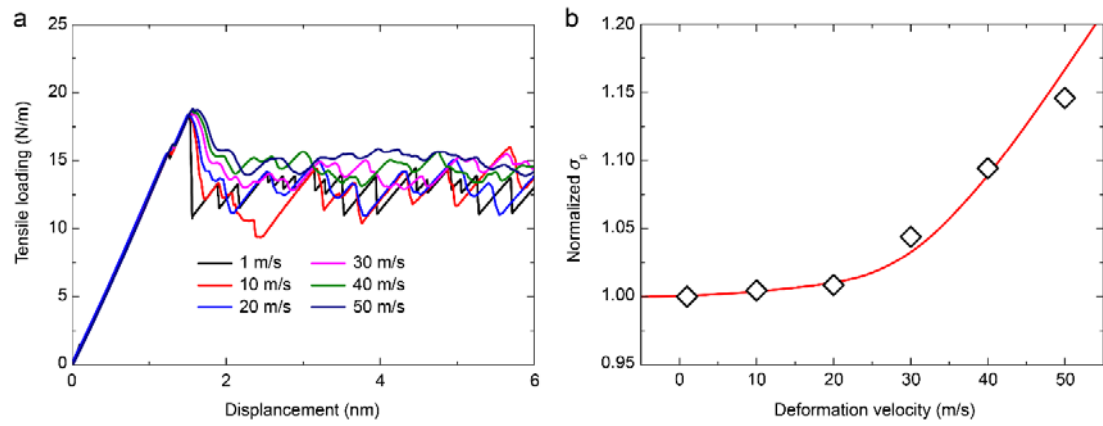 a
25
20
15
10
5
0
Tensile loading (N/m)
1 m/s 30 m/s
10 m/s 40 m/s
20 m/s 50 m/s
0 2 4 6
Displancement (nm)
b
1.20
1.15
1.10
1.05
1.00
0.95
Normalized σp
0 10 20 30 40 50
Deformation velocity (m/s)